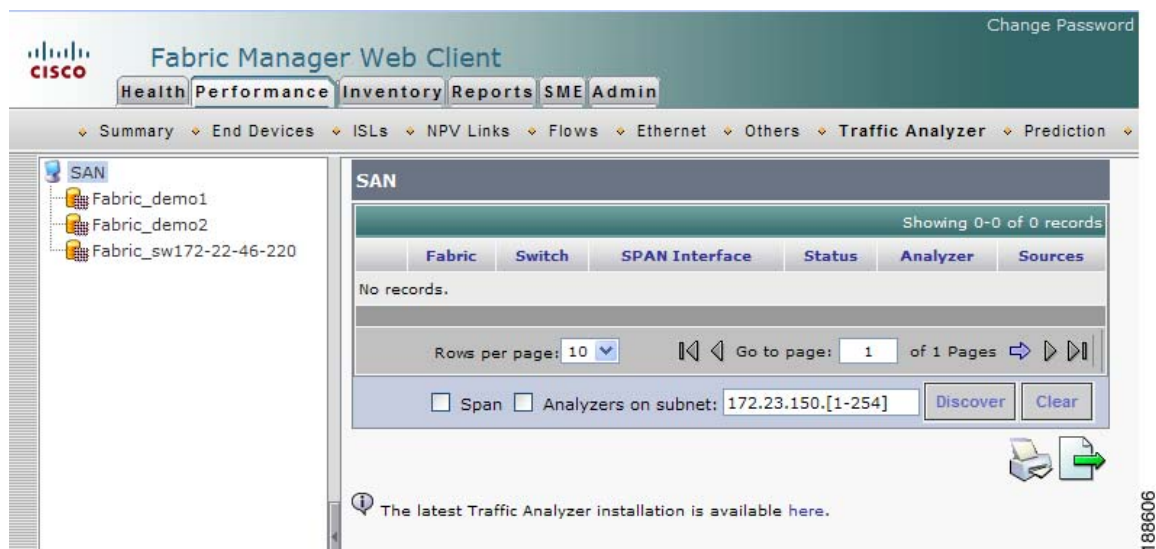 Change Password
CISCO
Fabric Manager Web Client
Health Performance Inventory Reports SME Admin
Summary End Devices ISLs NPV Links Flows Ethernet Others Traffic Analyzer Prediction
SAN
Fabric_demo1
Fabric_demo2
Fabric_sw172-22-46-220
SAN
Showing 0-0 of 0 records
Fabric Switch SPAN Interface Status Analyzer Sources
No records.
Rows per page: 10 Go to page: 1 of 1 Pages
Span Analyzers on subnet: 172.23.150.[1-254] Discover Clear
The latest Traffic Analyzer installation is available here.
188606